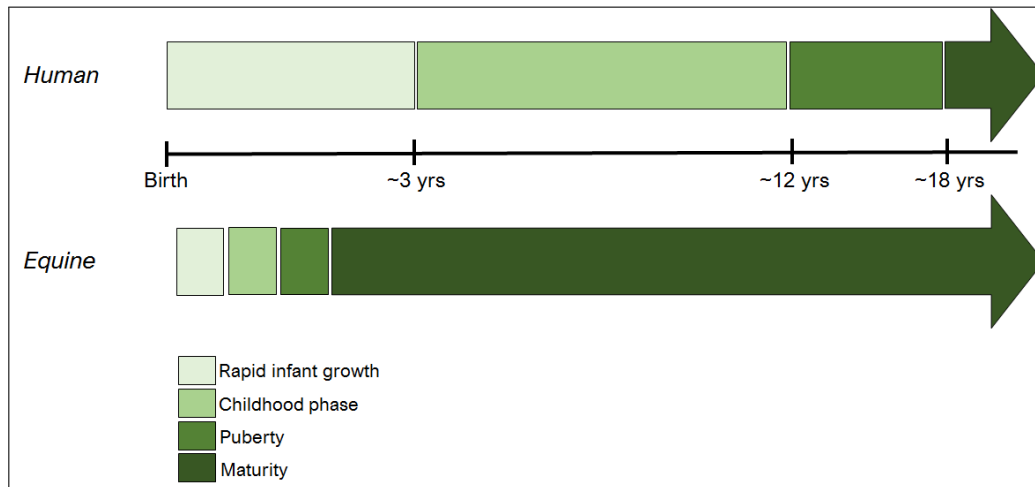 Human
Birth ~3 yrs ~12 yrs ~18 yrs
Equine
Rapid infant growth
Childhood phase
Puberty
Maturity